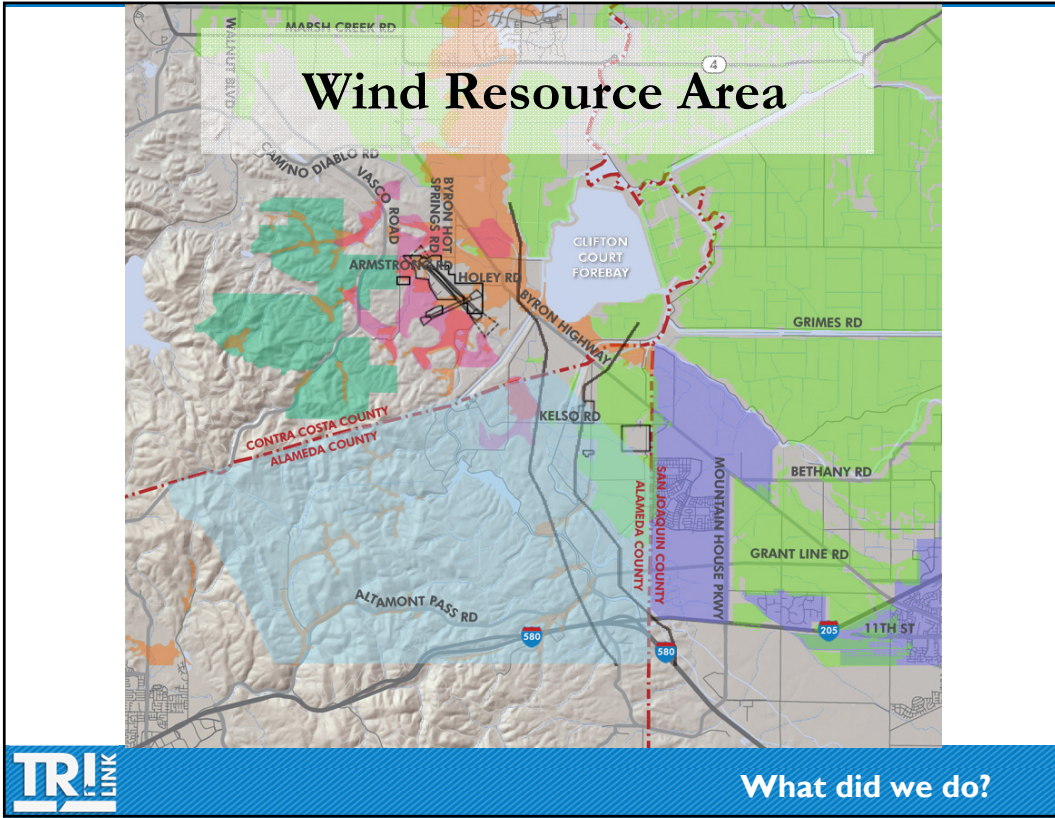 MARSH CREEK RD
WALNUT BLVD
4
Wind Resource Area
CAMINO DIABLO RD
VASCO
ROAD
BYRON HOT
SPRINGS RD
ARMSTRONG RD
HOLEY RD
CLIFTON
COURT
FOREBAY
BYRON HIGHWAY
GRIMES RD
KELSO RD
CONTRA COSTA COUNTY
ALAMEDA COUNTY
BETHANY RD
MOUNTAIN HOUSE PKWY
SAN JOAQUIN COUNTY
ALAMEDA COUNTY
GRANT LINE RD
ALTAMONT PASS RD
580
580
205
11TH ST
TRI
LINK
What did we do?